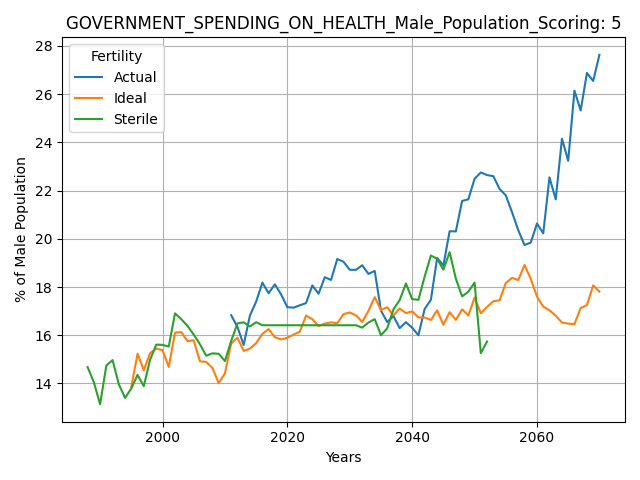 GOVERNMENT_SPENDING_ON_HEALTH_Male_Population_Scoring: 5
Fertility
Actual
Ideal
Sterile
% of Male Population
28
26
24
22
20
18
16
14
2000 2020 2040 2060
Years